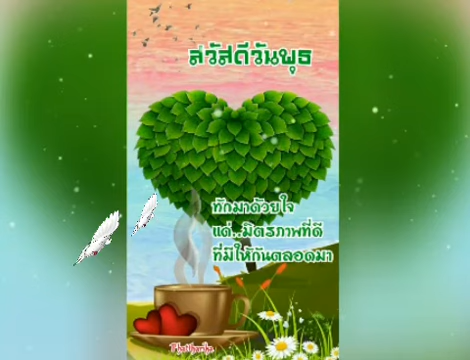 สวัสดีวันพุธ
ทักมาด้วยใจ
แด่..มิตรภาพที่ดี
ที่มีให้กันตลอดมา